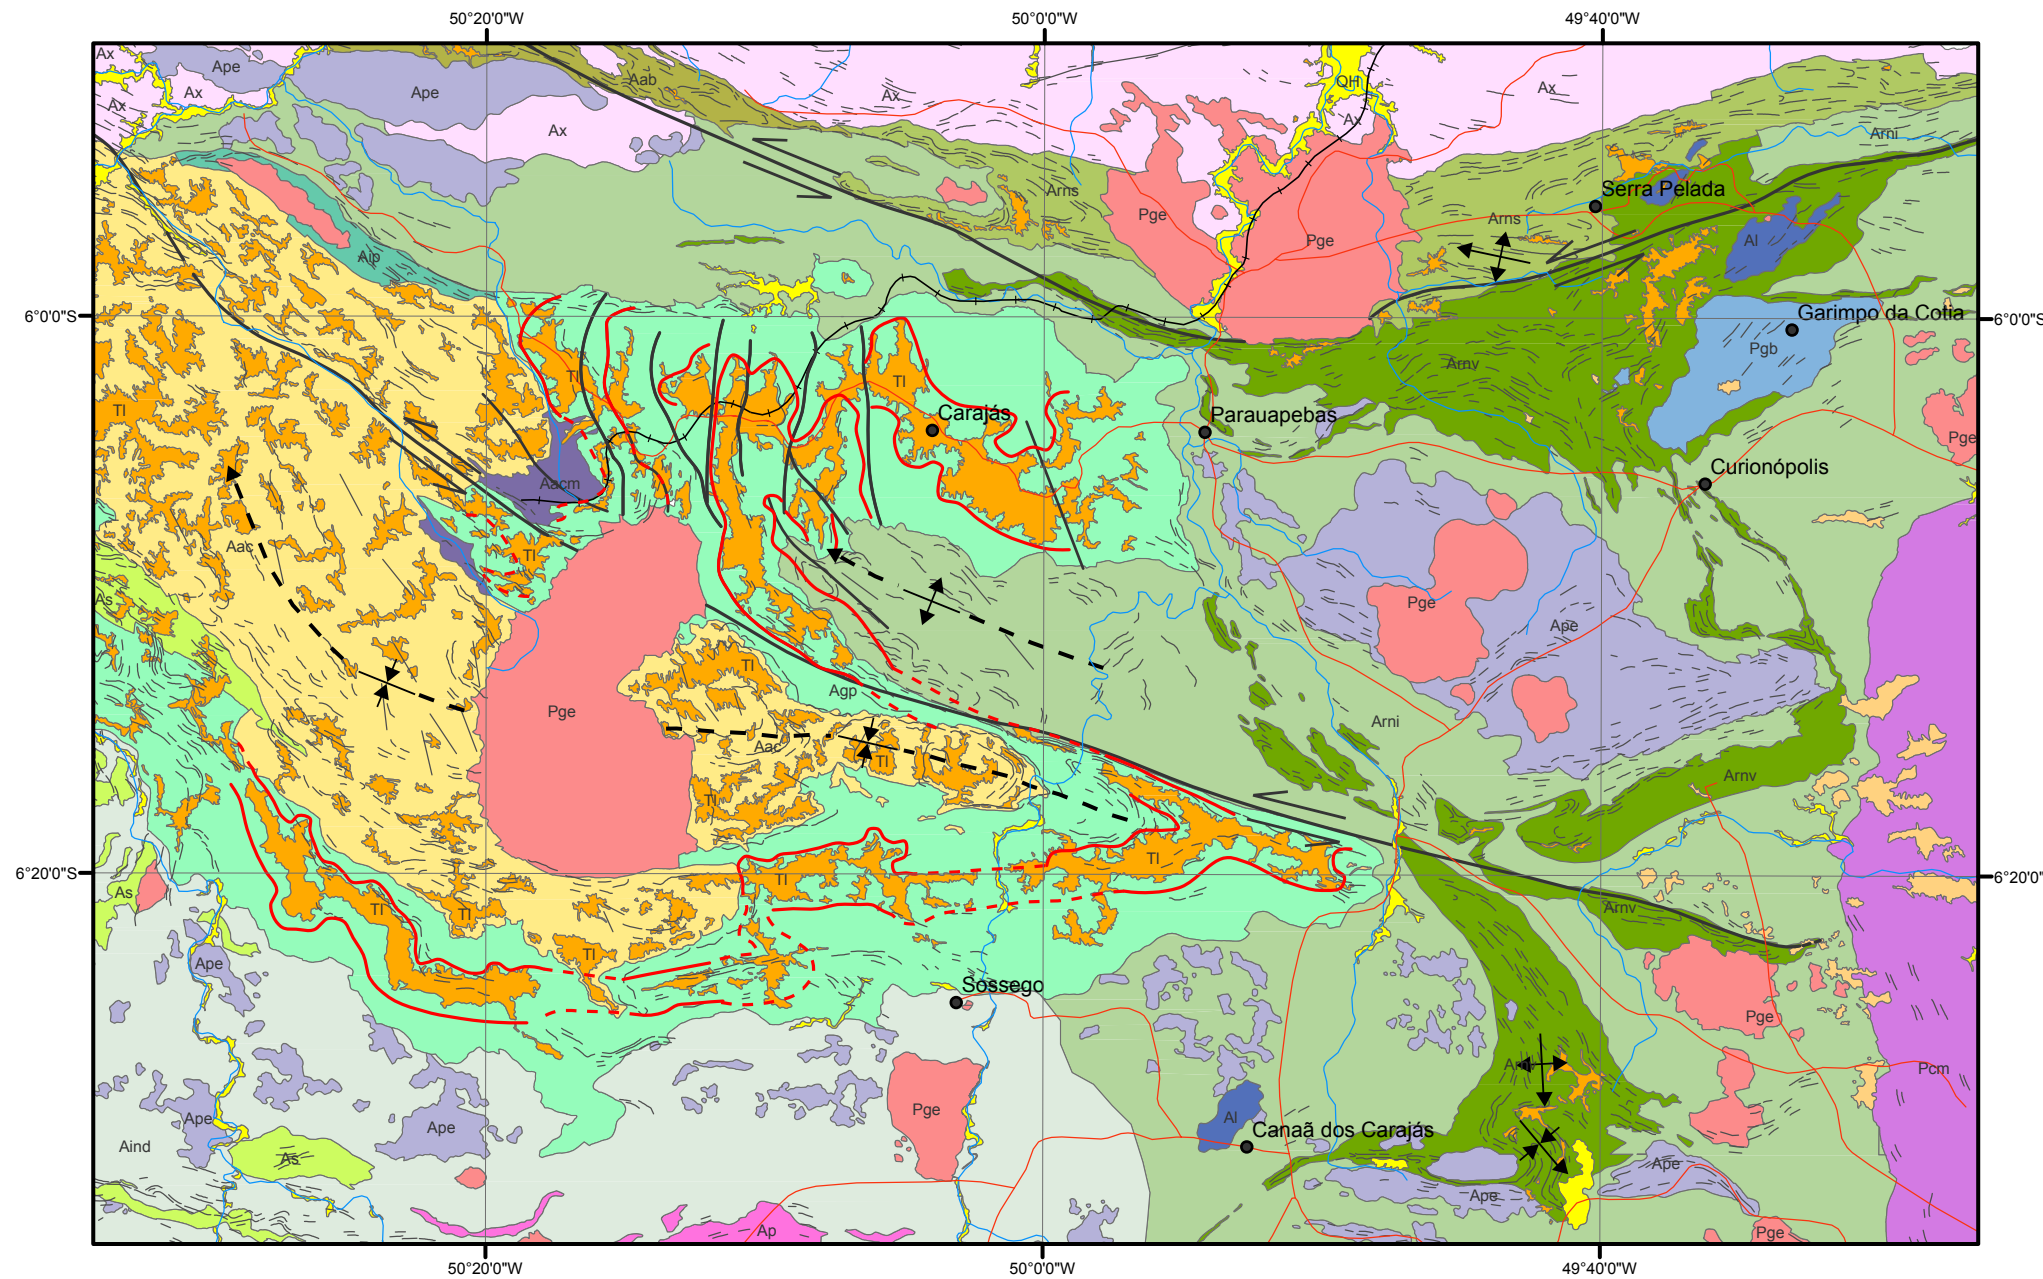 50°20'0"W 50°0'0"W 49°40'0"W
Ax Ape Ax Ax Ape Aab Ax QH Ax Ax
Ax Arni
Arns Serra Pelada
Pge Pge Arns Al
Aip
6°0'0"S 6°0'0"S
Garimpo da Cotia
Pgb
Tl Tl Arnv
Tl Carajás Parauapebas Pge
Curionópolis
Aacm
Aac Tl
As Pge Ape
Tl
Agp
Pge Arni
Aac Tl Arnv
Tl
6°20'0"S Tl 6°20'0"S
As Tl Tl Tl Arnv
Tl
Ape Sossego
Pge
Pcm
Ape Ape Pge Al Canaã dos Carajás
Aind As Ape
Ape
Ap Pge
50°20'0"W 50°0'0"W 49°40'0"W